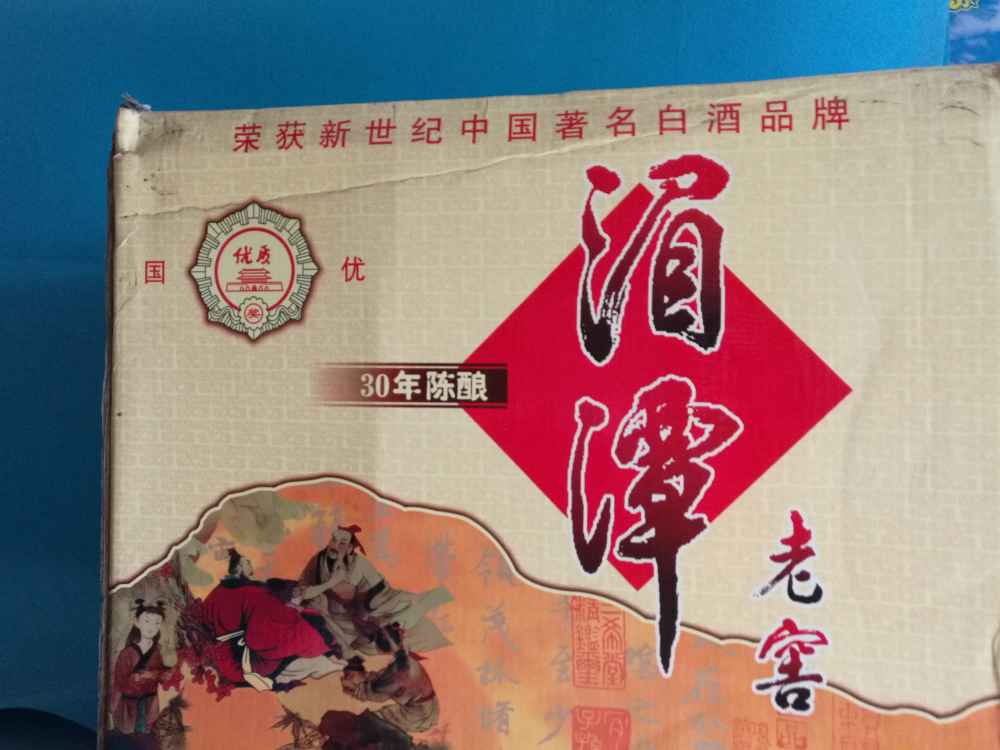 荣获新世纪中国著名白酒品牌
国
优质
奖
优
30年陈酿
湄潭
老窖